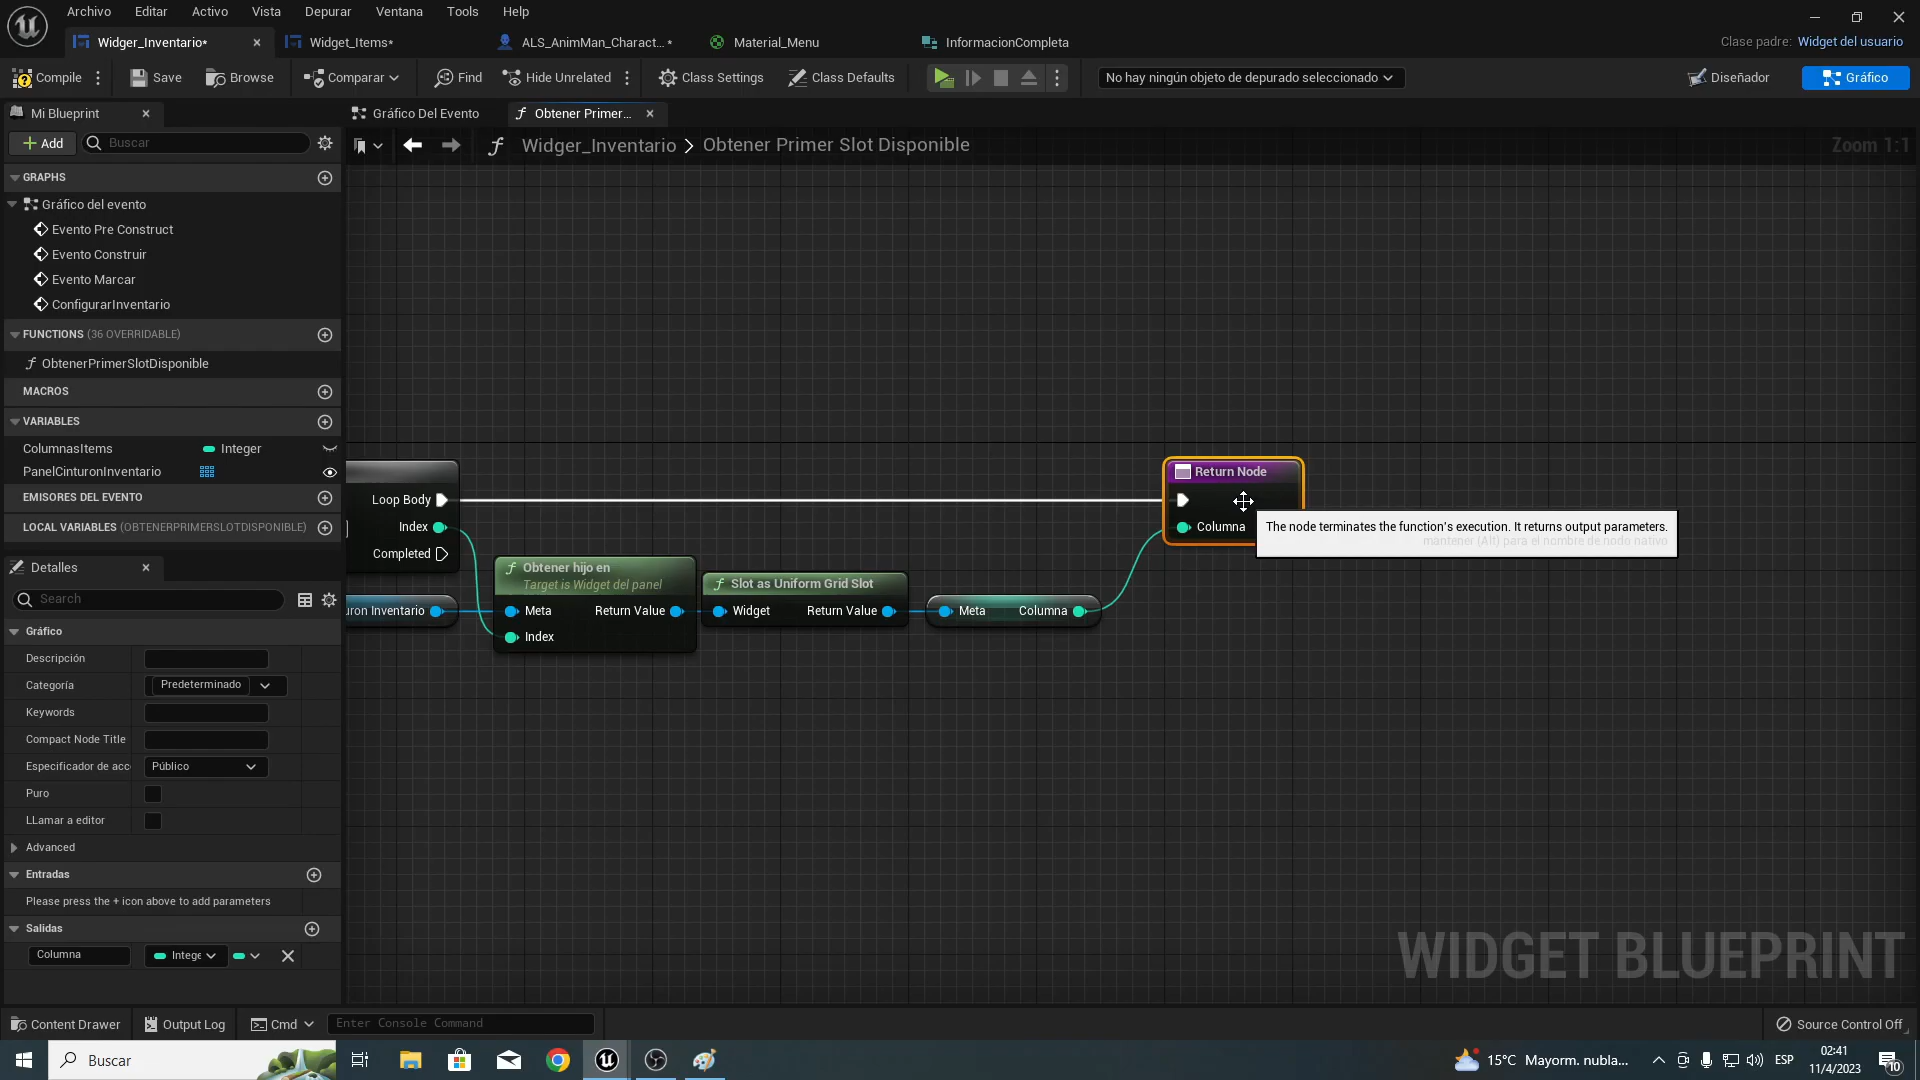 Archivo Editar Activo Vista Depurar Ventana Tools Help
Widger_Inventario* Widget_Items* ALS_AnimMan_Charact... * Material_Menu InformacionCompleta
Clase padre: Widget del usuario
Compile Save Browse Comparar Find Hide Unrelated Class Settings Class Defaults No hay ningún objeto de depurado seleccionado Diseñador Gráfico
Mi Blueprint
Gráfico Del Evento Obtener Primer...
Add Buscar
Widger_Inventario > Obtener Primer Slot Disponible
Zoom 1:1
GRAPHS
Gráfico del evento
Evento Pre Construct
Evento Construir
Evento Marcar
ConfigurarInventario
FUNCTIONS (36 OVERRIDABLE)
ObtenerPrimerSlotDisponible
MACROS
VARIABLES
ColumnasItems Integer
PanelCinturonInventario
EMISORES DEL EVENTO
LOCAL VARIABLES (OBTENERPRIMERSLOTDISPONIBLE)
Detalles
Search
Gráfico
Descripción
Categoría Predeterminado
Keywords
Compact Node Title
Especificador de acc Público
Puro
LLamar a editor
Advanced
Entradas
Please press the + icon above to add parameters
Salidas
Columna Intege
Loop Body
Index
Completed
uron Inventario
Obtener hijo en
Target is Widget del panel
Meta Return Value
Index
Slot as Uniform Grid Slot
Widget Return Value
Meta Columna
Return Node
Columna
The node terminates the function's execution. It returns output parameters.
mantener (Alt) para el nombre de nodo nativo
WIDGET BLUEPRINT
Content Drawer Output Log Cmd Enter Console Command Source Control Off
Buscar
15°C Mayorm. nubla... ESP
02:41
11/4/2023
10